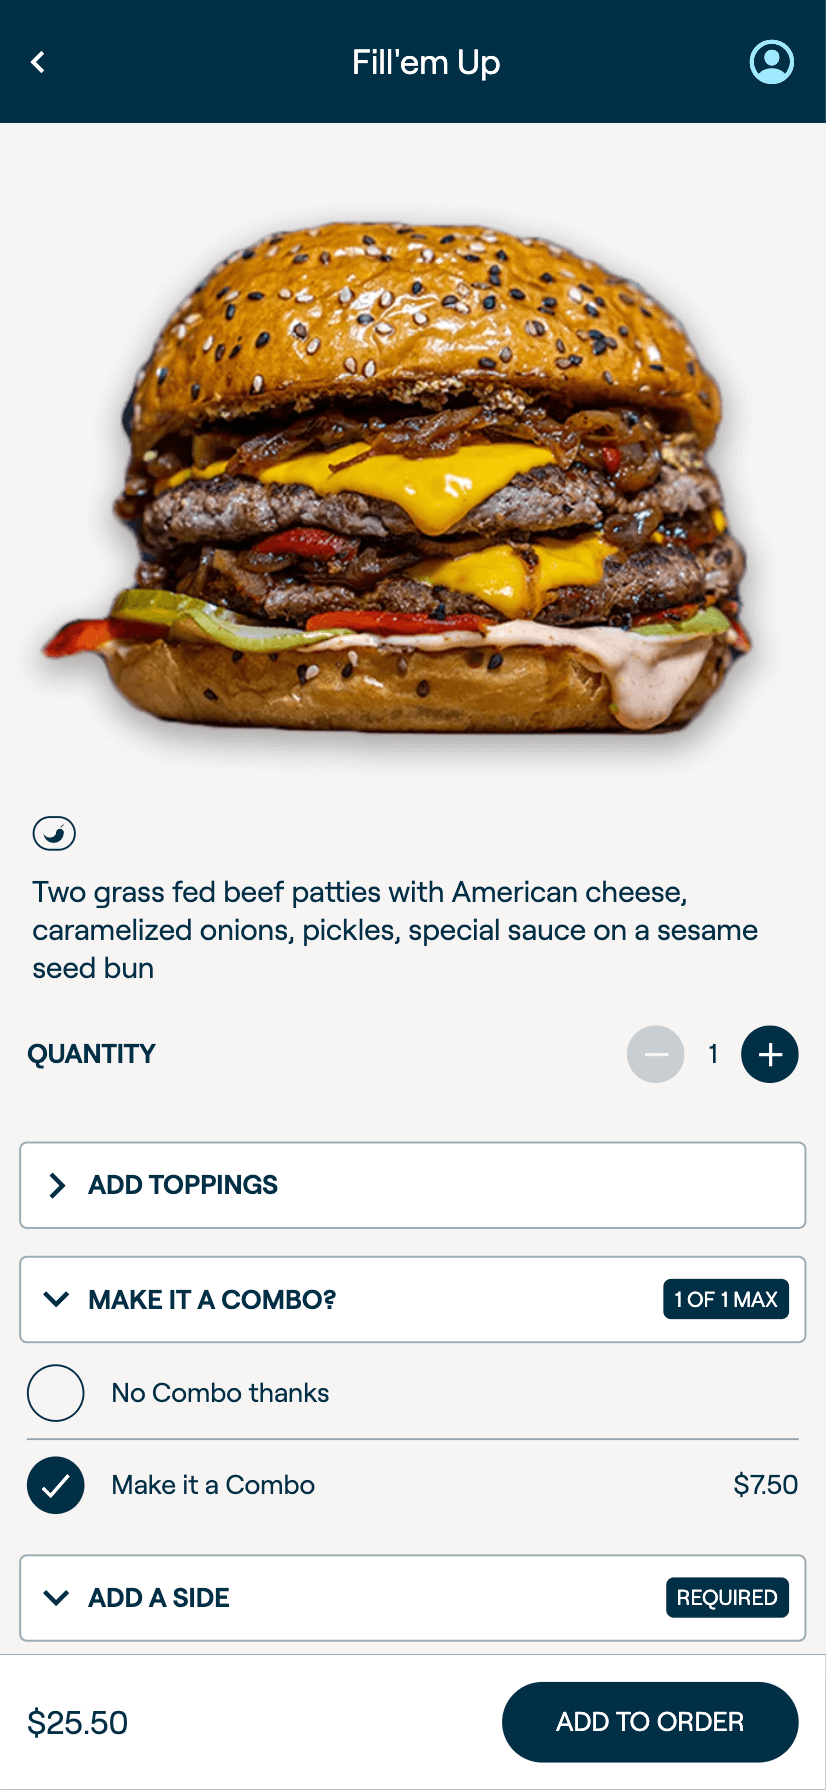 Fill'em Up
Two grass fed beef patties with American cheese,
caramelized onions, pickles, special sauce on a sesame
seed bun
QUANTITY
1
ADD TOPPINGS
MAKE IT A COMBO?
1 OF 1 MAX
No Combo thanks
Make it a Combo
$7.50
ADD A SIDE
REQUIRED
$25.50
ADD TO ORDER